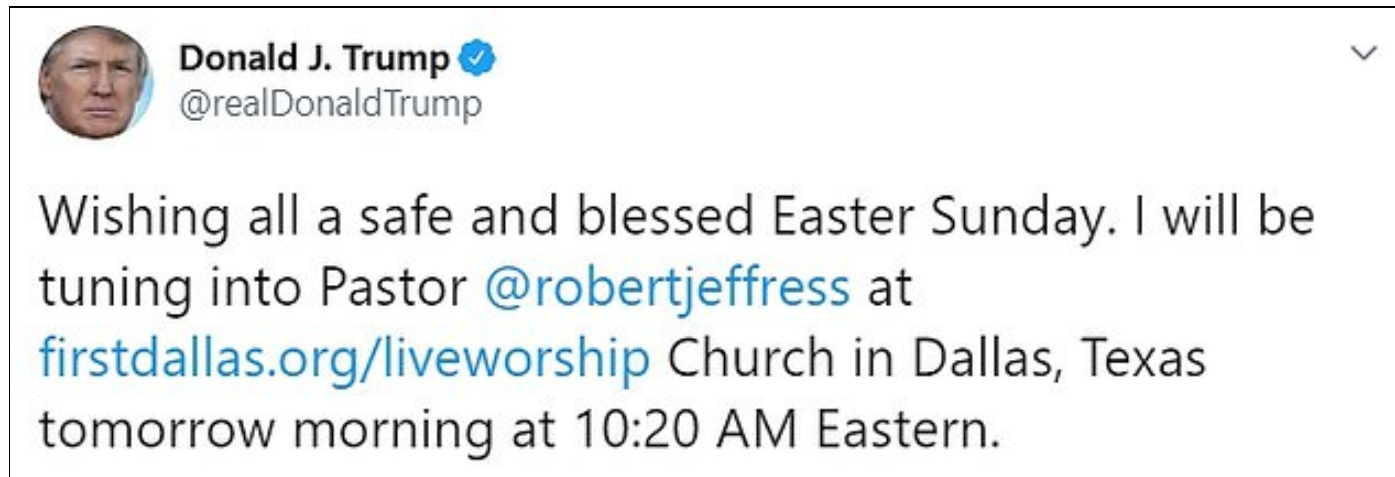 Donald J. Trump
@realDonaldTrump
Wishing all a safe and blessed Easter Sunday. I will be
tuning into Pastor @robertjeffress at
firstdallas.org/liveworship Church in Dallas, Texas
tomorrow morning at 10:20 AM Eastern.